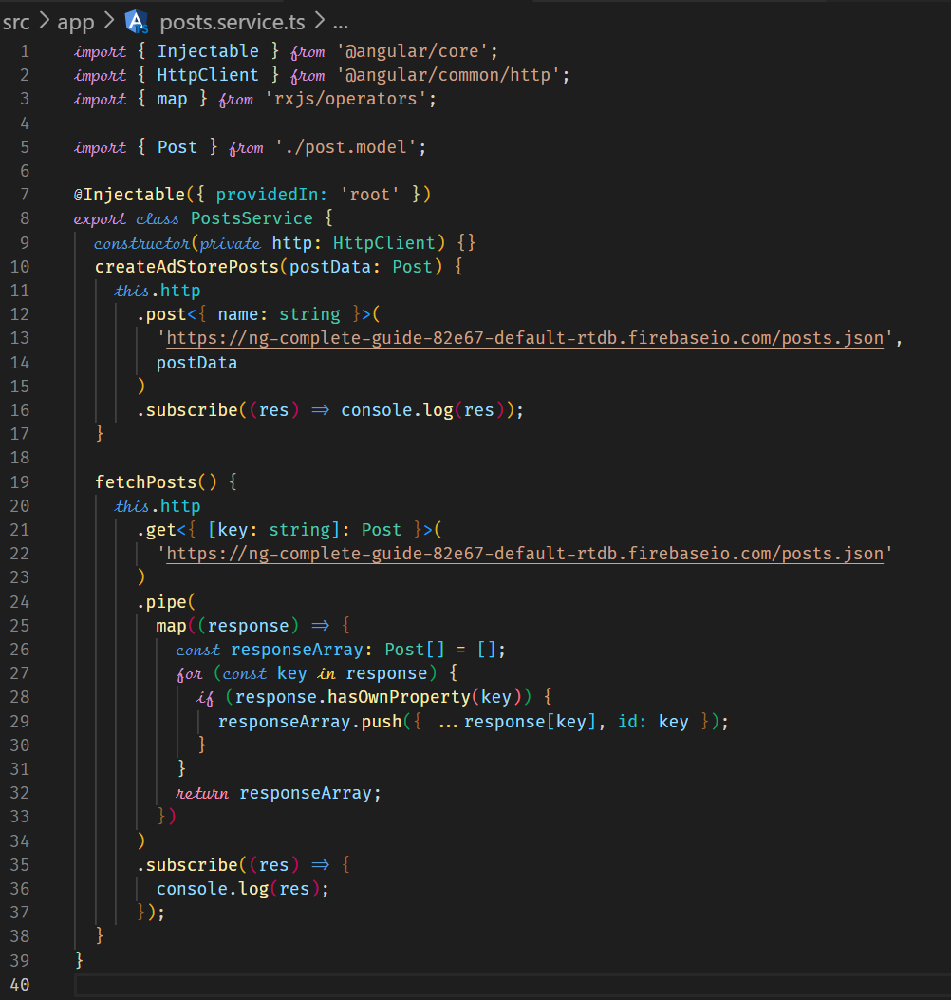 src > app > posts.service.ts > ...
1 import { Injectable } from '@angular/core';
2 import { HttpClient } from '@angular/common/http';
3 import { map } from 'rxjs/operators';
4
5 import { Post } from './post.model';
6
7 @Injectable({ providedIn: 'root' })
8 export class PostsService {
9   constructor(private http: HttpClient) {}
10   createAdStorePosts(postData: Post) {
11     this.http
12       .post<{ name: string }>(
13         'https://ng-complete-guide-82e67-default-rtdb.firebaseio.com/posts.json',
14         postData
15       )
16       .subscribe((res) => console.log(res));
17   }
18
19   fetchPosts() {
20     this.http
21       .get<{ [key: string]: Post }>(
22         'https://ng-complete-guide-82e67-default-rtdb.firebaseio.com/posts.json'
23       )
24       .pipe(
25         map((response) => {
26           const responseArray: Post[] = [];
27           for (const key in response) {
28             if (response.hasOwnProperty(key)) {
29               responseArray.push({ ...response[key], id: key });
30             }
31           }
32           return responseArray;
33         })
34       )
35       .subscribe((res) => {
36         console.log(res);
37       });
38   }
39 }
40